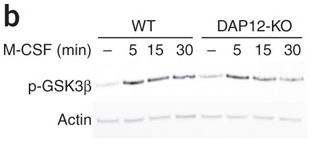 b
WT DAP12-KO
M-CSF (min) – 5 15 30 – 5 15 30
p-GSK3β
Actin